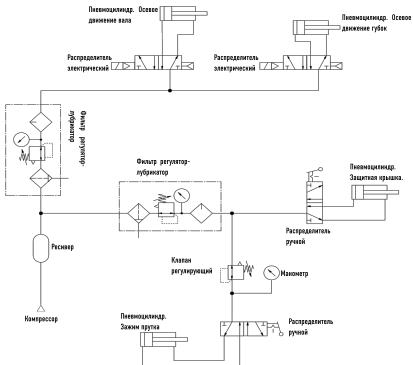 Пневмоцилиндр. Осевое
движение вала
Пневмоцилиндр. Осевое
движение губок
Распределитель
электрический
Распределитель
электрический
Фильтр регулятор-
лубрикатор
Фильтр регулятор-
лубрикатор
Пневмоцилиндр.
Защитная крышка.
Распределитель
ручной
Ресивер
Клапан
регулирующий
Манометр
Компрессор
Пневмоцилиндр.
Зажим прутка
Распределитель
ручной